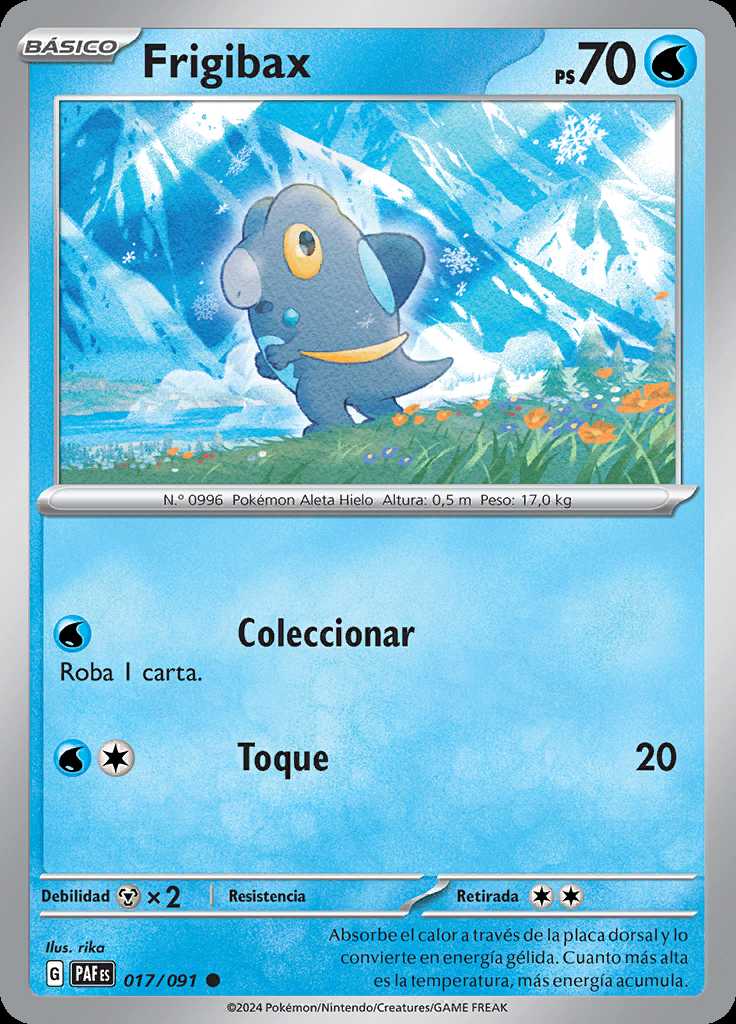 BÁSICO
Frigibax
PS 70
N.º 0996 Pokémon Aleta Hielo Altura: 0,5 m Peso: 17,0 kg
Coleccionar
Roba 1 carta.
Toque 20
Debilidad ×2 Resistencia Retirada
Ilus. rika
G PAF ES 017/091
Absorbe el calor a través de la placa dorsal y lo
convierte en energía gélida. Cuanto más alta
es la temperatura, más energía acumula.
©2024 Pokémon/Nintendo/Creatures/GAME FREAK